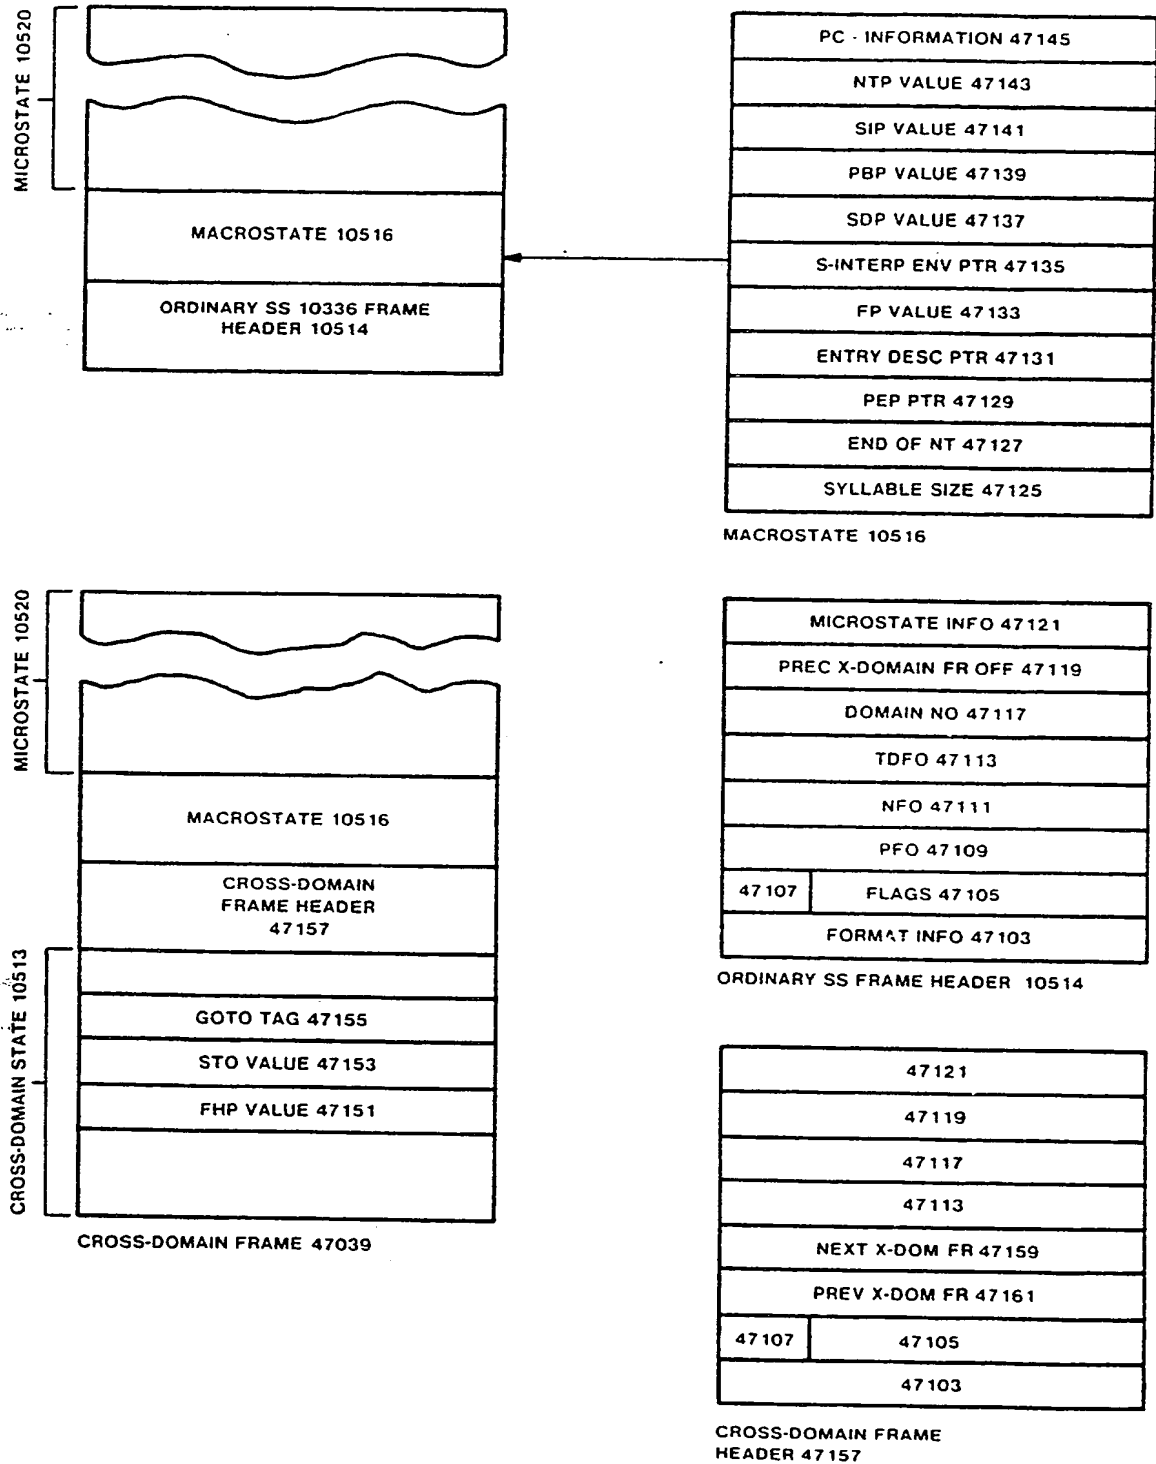 MICROSTATE 10520
MACROSTATE 10516
ORDINARY SS 10336 FRAME
HEADER 10514
PC - INFORMATION 47145
NTP VALUE 47143
SIP VALUE 47141
PBP VALUE 47139
SDP VALUE 47137
S-INTERP ENV PTR 47135
FP VALUE 47133
ENTRY DESC PTR 47131
PEP PTR 47129
END OF NT 47127
SYLLABLE SIZE 47125
MACROSTATE 10516
MICROSTATE 10520
MACROSTATE 10516
CROSS-DOMAIN
FRAME HEADER
47157
CROSS-DOMAIN STATE 10513
GOTO TAG 47155
STO VALUE 47153
FHP VALUE 47151
CROSS-DOMAIN FRAME 47039
MICROSTATE INFO 47121
PREC X-DOMAIN FR OFF 47119
DOMAIN NO 47117
TDFO 47113
NFO 47111
PFO 47109
47107 FLAGS 47105
FORMAT INFO 47103
ORDINARY SS FRAME HEADER 10514
47121
47119
47117
47113
NEXT X-DOM FR 47159
PREV X-DOM FR 47161
47107 47105
47103
CROSS-DOMAIN FRAME
HEADER 47157